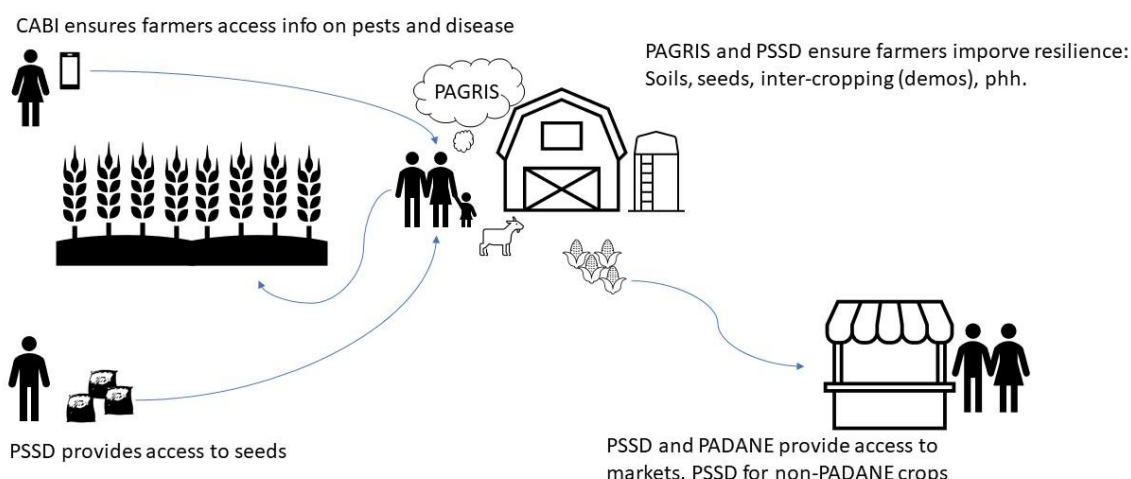 CABI ensures farmers access info on pests and disease
PAGRIS and PSSD ensure farmers imporve resilience:
Soils, seeds, inter-cropping (demos), phh.
PAGRIS
PSSD provides access to seeds
PSSD and PADANE provide access to
markets. PSSD for non-PADANE crops